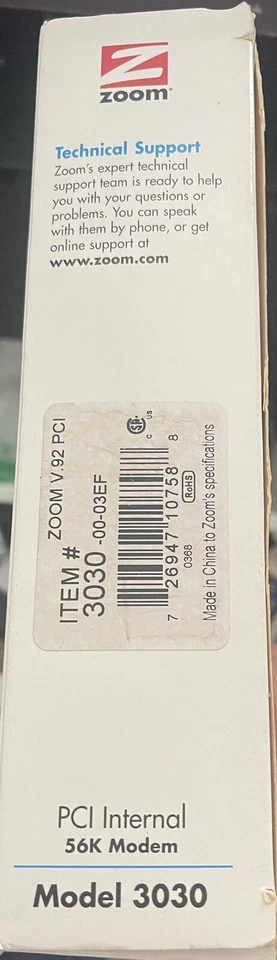 Z
zoom®
Technical Support
Zoom's expert technical
support team is ready to help
you with your questions or
problems. You can speak
with them by phone, or get
online support at
www.zoom.com
ZOOM V.92 PCI
ITEM #
3030-00-03EF
C US
7 26947 10758 8
0368
RoHS
Made in China to Zoom's specifications
PCI Internal
56K Modem
Model 3030